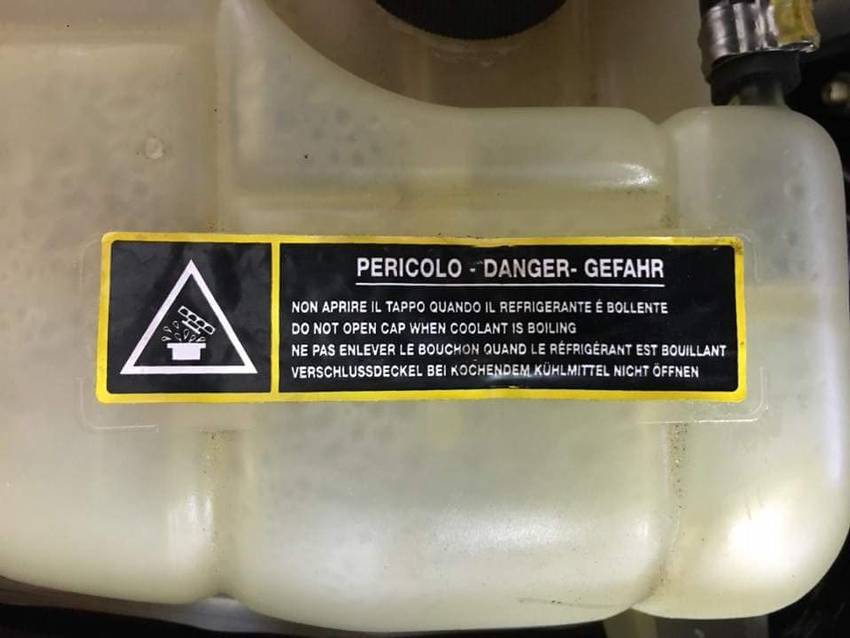 PERICOLO - DANGER- GEFAHR
NON APRIRE IL TAPPO QUANDO IL REFRIGERANTE É BOLLENTE
DO NOT OPEN CAP WHEN COOLANT IS BOILING
NE PAS ENLEVER LE BOUCHON QUAND LE RÉFRIGÉRANT EST BOUILLANT
VERSCHLUSSDECKEL BEI KOCHENDEM KÜHLMITTEL NICHT ÖFFNEN